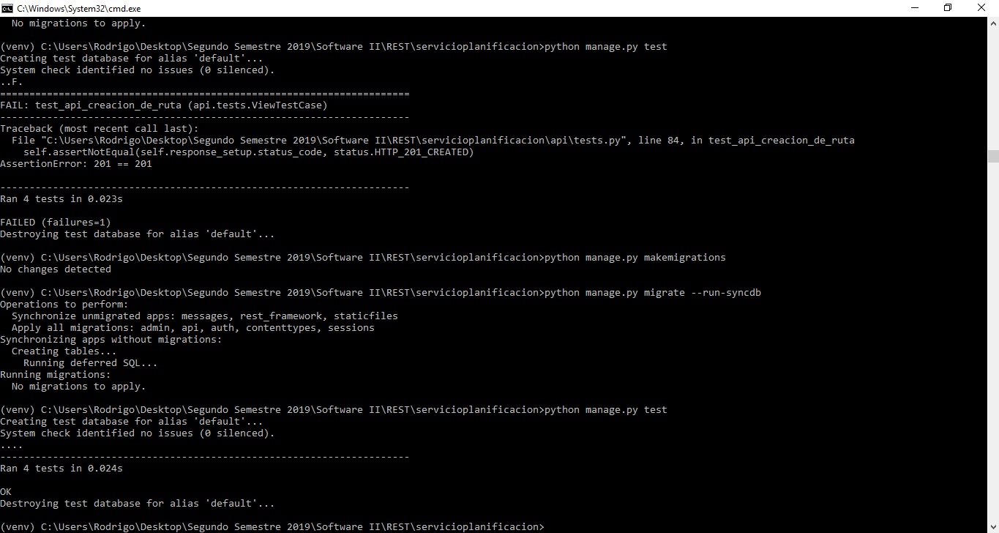 C:\Windows\System32\cmd.exe
No migrations to apply.
(venv) C:\Users\Rodrigo\Desktop\Segundo Semestre 2019\Software II\REST\servicioplanificacion>python manage.py test
Creating test database for alias 'default'...
System check identified no issues (0 silenced).
..F.
======================================================================
FAIL: test_api_creacion_de_ruta (api.tests.ViewTestCase)
----------------------------------------------------------------------
Traceback (most recent call last):
  File "C:\Users\Rodrigo\Desktop\Segundo Semestre 2019\Software II\REST\servicioplanificacion\api\tests.py", line 84, in test_api_creacion_de_ruta
    self.assertNotEqual(self.response_setup.status_code, status.HTTP_201_CREATED)
AssertionError: 201 == 201
----------------------------------------------------------------------
Ran 4 tests in 0.023s
FAILED (failures=1)
Destroying test database for alias 'default'...
(venv) C:\Users\Rodrigo\Desktop\Segundo Semestre 2019\Software II\REST\servicioplanificacion>python manage.py makemigrations
No changes detected
(venv) C:\Users\Rodrigo\Desktop\Segundo Semestre 2019\Software II\REST\servicioplanificacion>python manage.py migrate --run-syncdb
Operations to perform:
  Synchronize unmigrated apps: messages, rest_framework, staticfiles
  Apply all migrations: admin, api, auth, contenttypes, sessions
Synchronizing apps without migrations:
  Creating tables...
    Running deferred SQL...
Running migrations:
  No migrations to apply.
(venv) C:\Users\Rodrigo\Desktop\Segundo Semestre 2019\Software II\REST\servicioplanificacion>python manage.py test
Creating test database for alias 'default'...
System check identified no issues (0 silenced).
....
----------------------------------------------------------------------
Ran 4 tests in 0.024s
OK
Destroying test database for alias 'default'...
(venv) C:\Users\Rodrigo\Desktop\Segundo Semestre 2019\Software II\REST\servicioplanificacion>